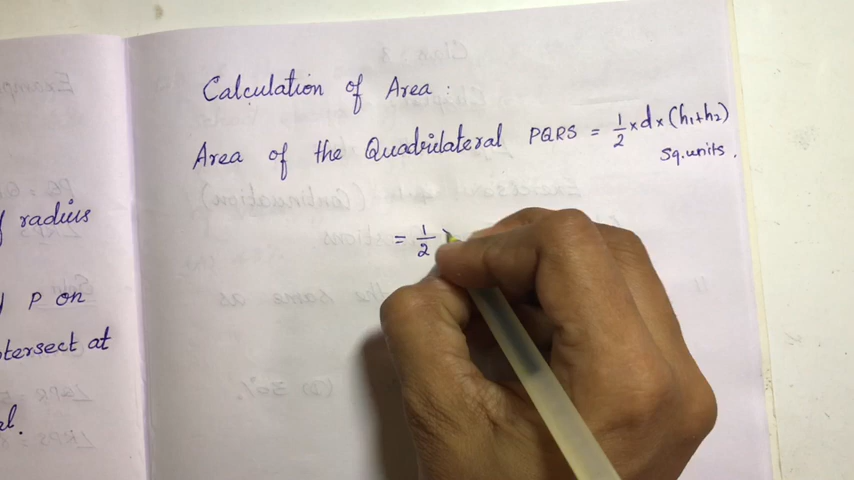 f radius
P on
tersect at
al.
Calculation of Area :
Area of the Quadrilateral PQRS = 1/2 × d × (h1+h2)
sq.units.
= 1/2